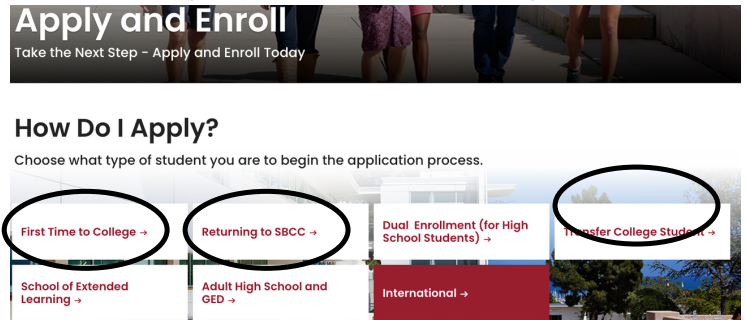 Apply and Enroll
Take the Next Step - Apply and Enroll Today
How Do I Apply?
Choose what type of student you are to begin the application process.
First Time to College →
Returning to SBCC →
Dual Enrollment (for High
School Students) →
Transfer College Student →
School of Extended
Learning →
Adult High School and
GED →
International →